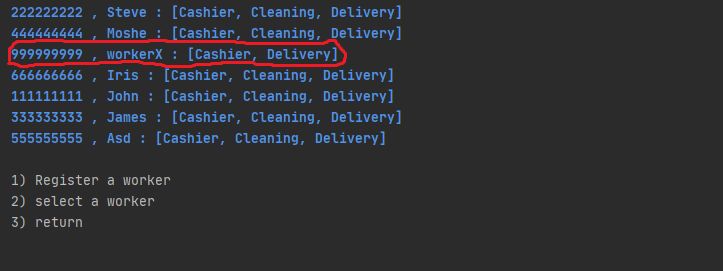 222222222 , Steve : [Cashier, Cleaning, Delivery]
444444444 , Moshe : [Cashier, Cleaning, Delivery]
999999999 , workerX : [Cashier, Delivery]
666666666 , Iris : [Cashier, Cleaning, Delivery]
111111111 , John : [Cashier, Cleaning, Delivery]
333333333 , James : [Cashier, Cleaning, Delivery]
555555555 , Asd : [Cashier, Cleaning, Delivery]
1) Register a worker
2) select a worker
3) return